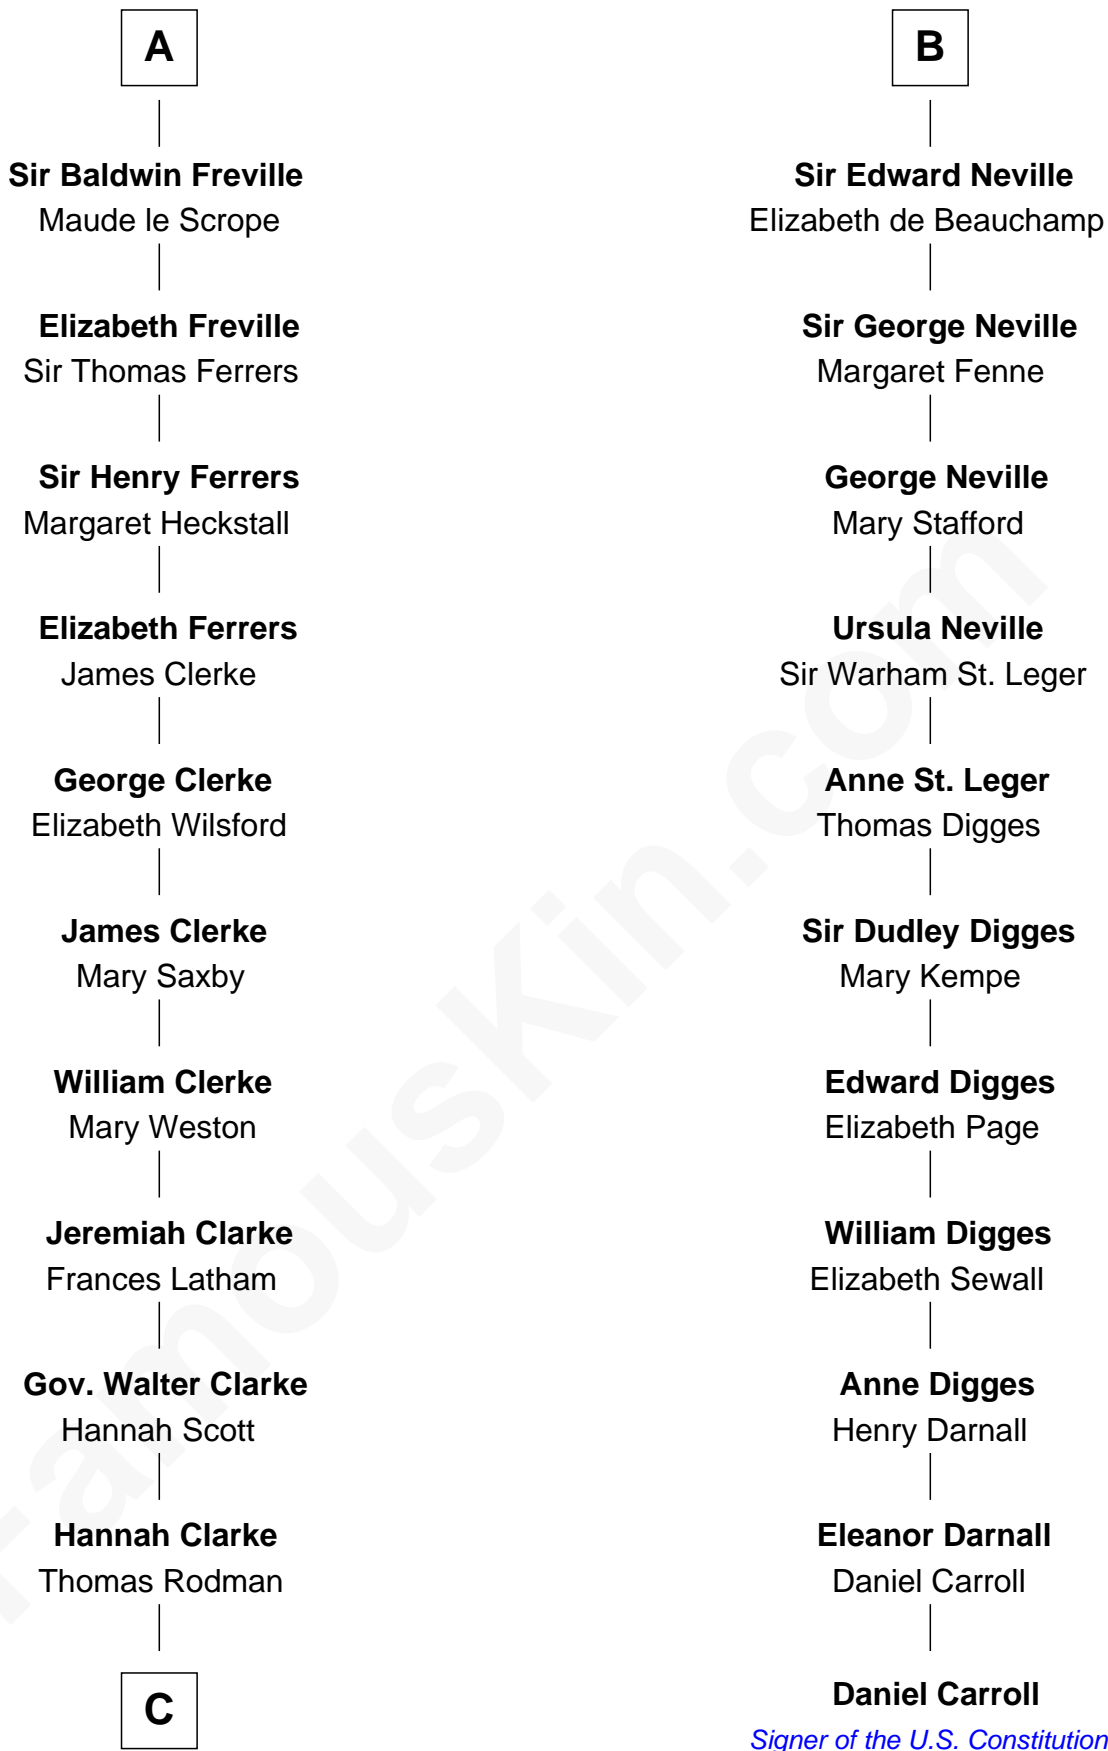 A
Sir Baldwin Freville
Maude le Scrope
Elizabeth Freville
Sir Thomas Ferrers
Sir Henry Ferrers
Margaret Heckstall
Elizabeth Ferrers
James Clerke
George Clerke
Elizabeth Wilsford
James Clerke
Mary Saxby
William Clerke
Mary Weston
Jeremiah Clarke
Frances Latham
Gov. Walter Clarke
Hannah Scott
Hannah Clarke
Thomas Rodman
C
B
Sir Edward Neville
Elizabeth de Beauchamp
Sir George Neville
Margaret Fenne
George Neville
Mary Stafford
Ursula Neville
Sir Warham St. Leger
Anne St. Leger
Thomas Digges
Sir Dudley Digges
Mary Kempe
Edward Digges
Elizabeth Page
William Digges
Elizabeth Sewall
Anne Digges
Henry Darnall
Eleanor Darnall
Daniel Carroll
Daniel Carroll
Signer of the U.S. Constitution
FamousKin.com